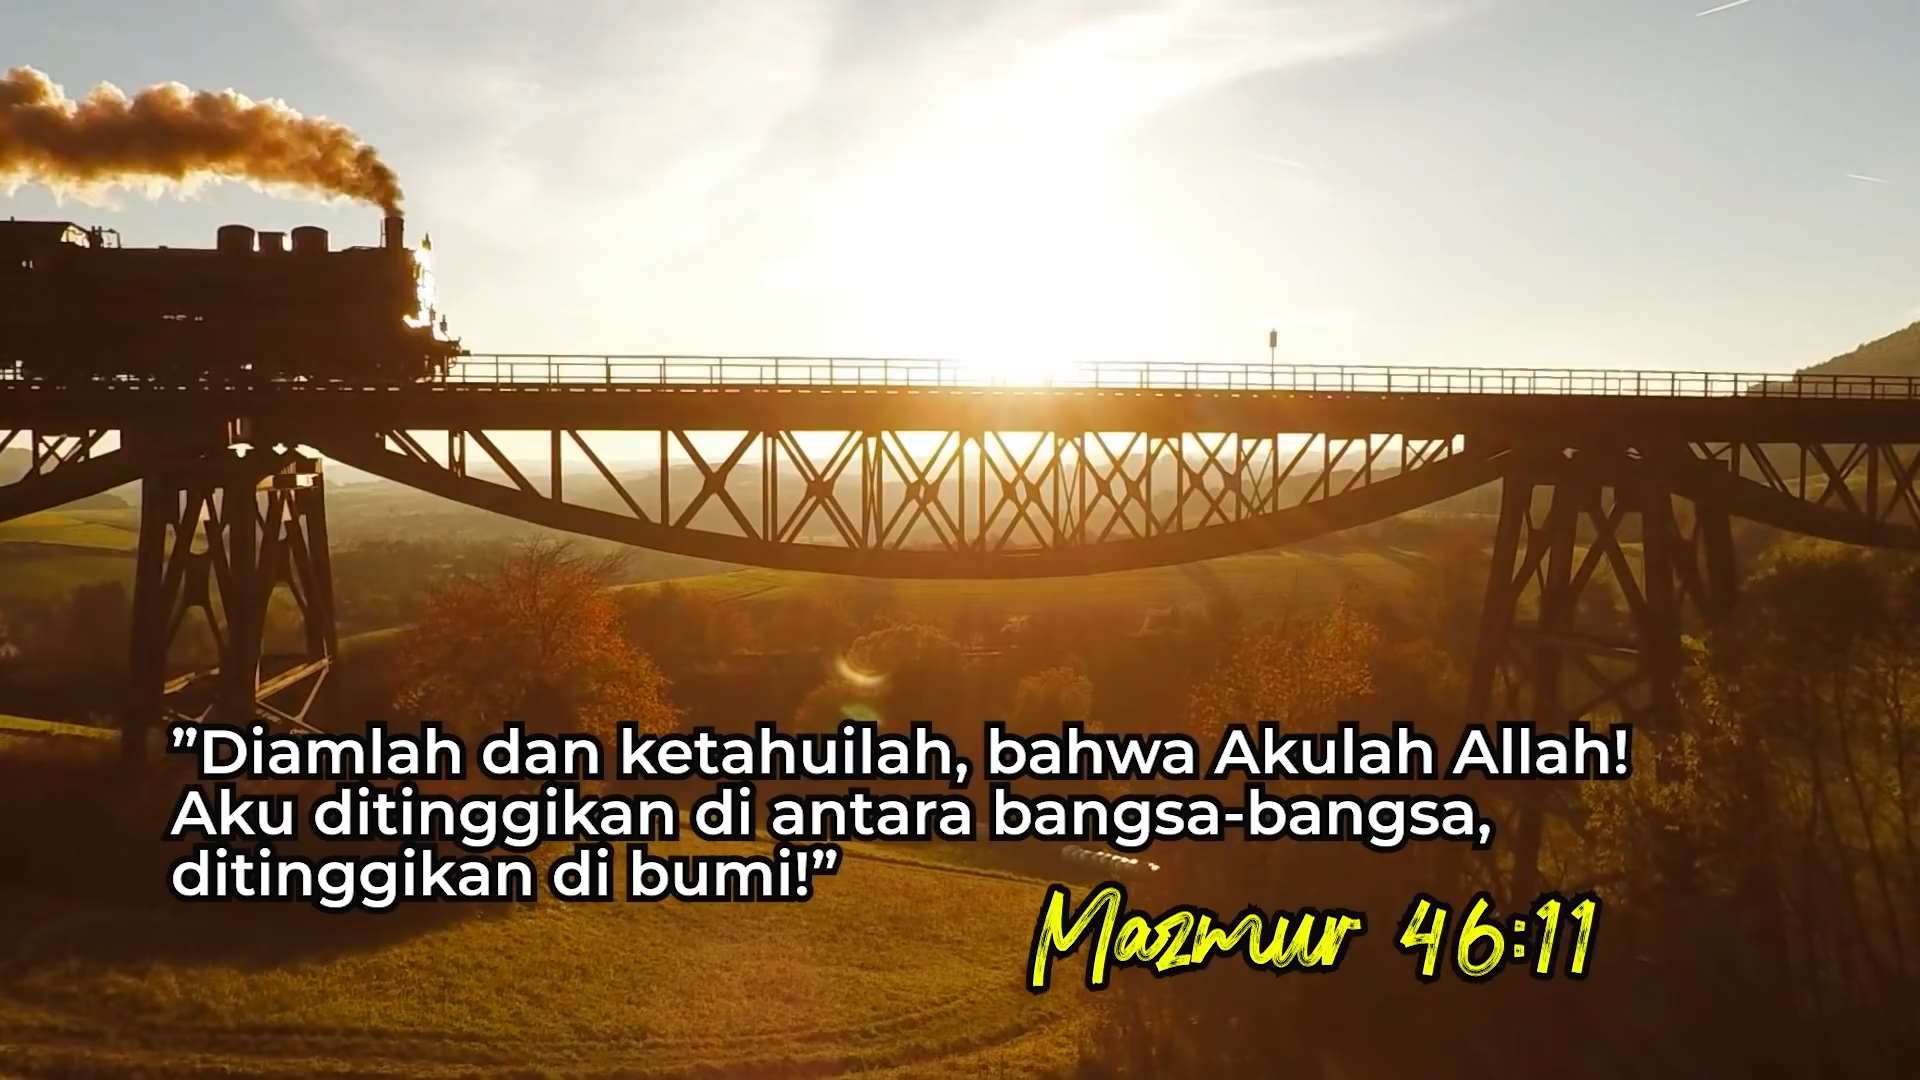 ”Diamlah dan ketahuilah, bahwa Akulah Allah!
Aku ditinggikan di antara bangsa-bangsa,
ditinggikan di bumi!”
Mazmur 46:11